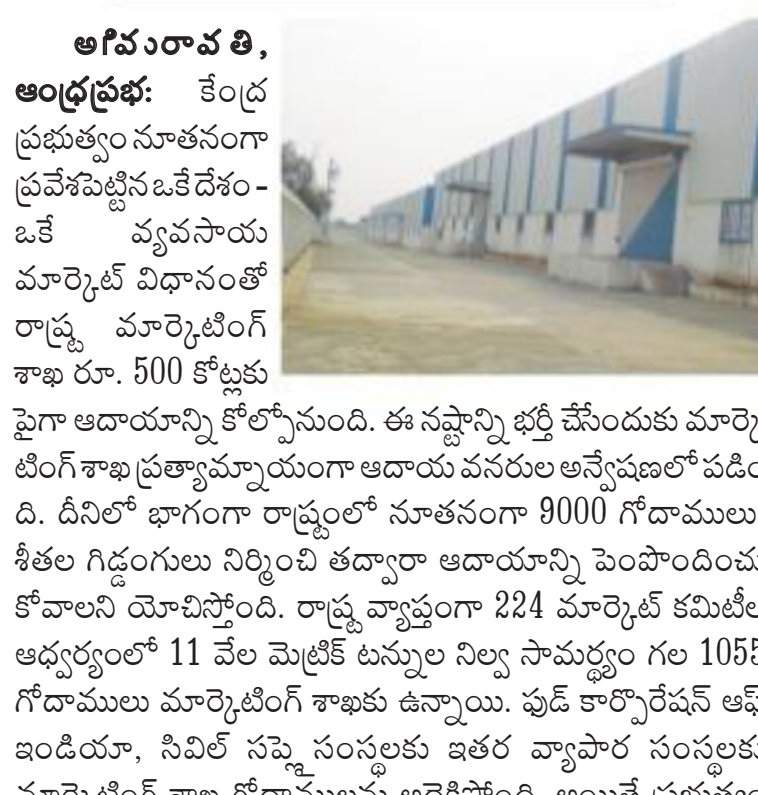 అమరావతి,
ఆంధ్రప్రభ: కేంద్ర
ప్రభుత్వం నూతనంగా
ప్రవేశపెట్టిన ఒకే దేశం -
ఒకే వ్యవసాయ
మార్కెట్ విధానంతో
రాష్ట్ర మార్కెటింగ్
శాఖ రూ. 500 కోట్లకు
పైగా ఆదాయాన్ని కోల్పోనుంది. ఈ నష్టాన్ని భర్తీ చేసేందుకు మార్కె
టింగ్ శాఖ ప్రత్యామ్నాయంగా ఆదాయ వనరుల అన్వేషణలో పడిం
ది. దీనిలో భాగంగా రాష్ట్రంలో నూతనంగా 9000 గోదాములు
శీతల గిడ్డంగులు నిర్మించి తద్వారా ఆదాయాన్ని పెంపొందించు
కోవాలని యోచిస్తోంది. రాష్ట్ర వ్యాప్తంగా 224 మార్కెట్ కమిటీల
ఆధ్వర్యంలో 11 వేల మెట్రిక్ టన్నుల నిల్వ సామర్థ్యం గల 1055
గోదాములు మార్కెటింగ్ శాఖకు ఉన్నాయి. ఫుడ్ కార్పొరేషన్ ఆఫ్
ఇండియా, సివిల్ సప్లై సంస్థలకు ఇతర వ్యాపార సంస్థలకు